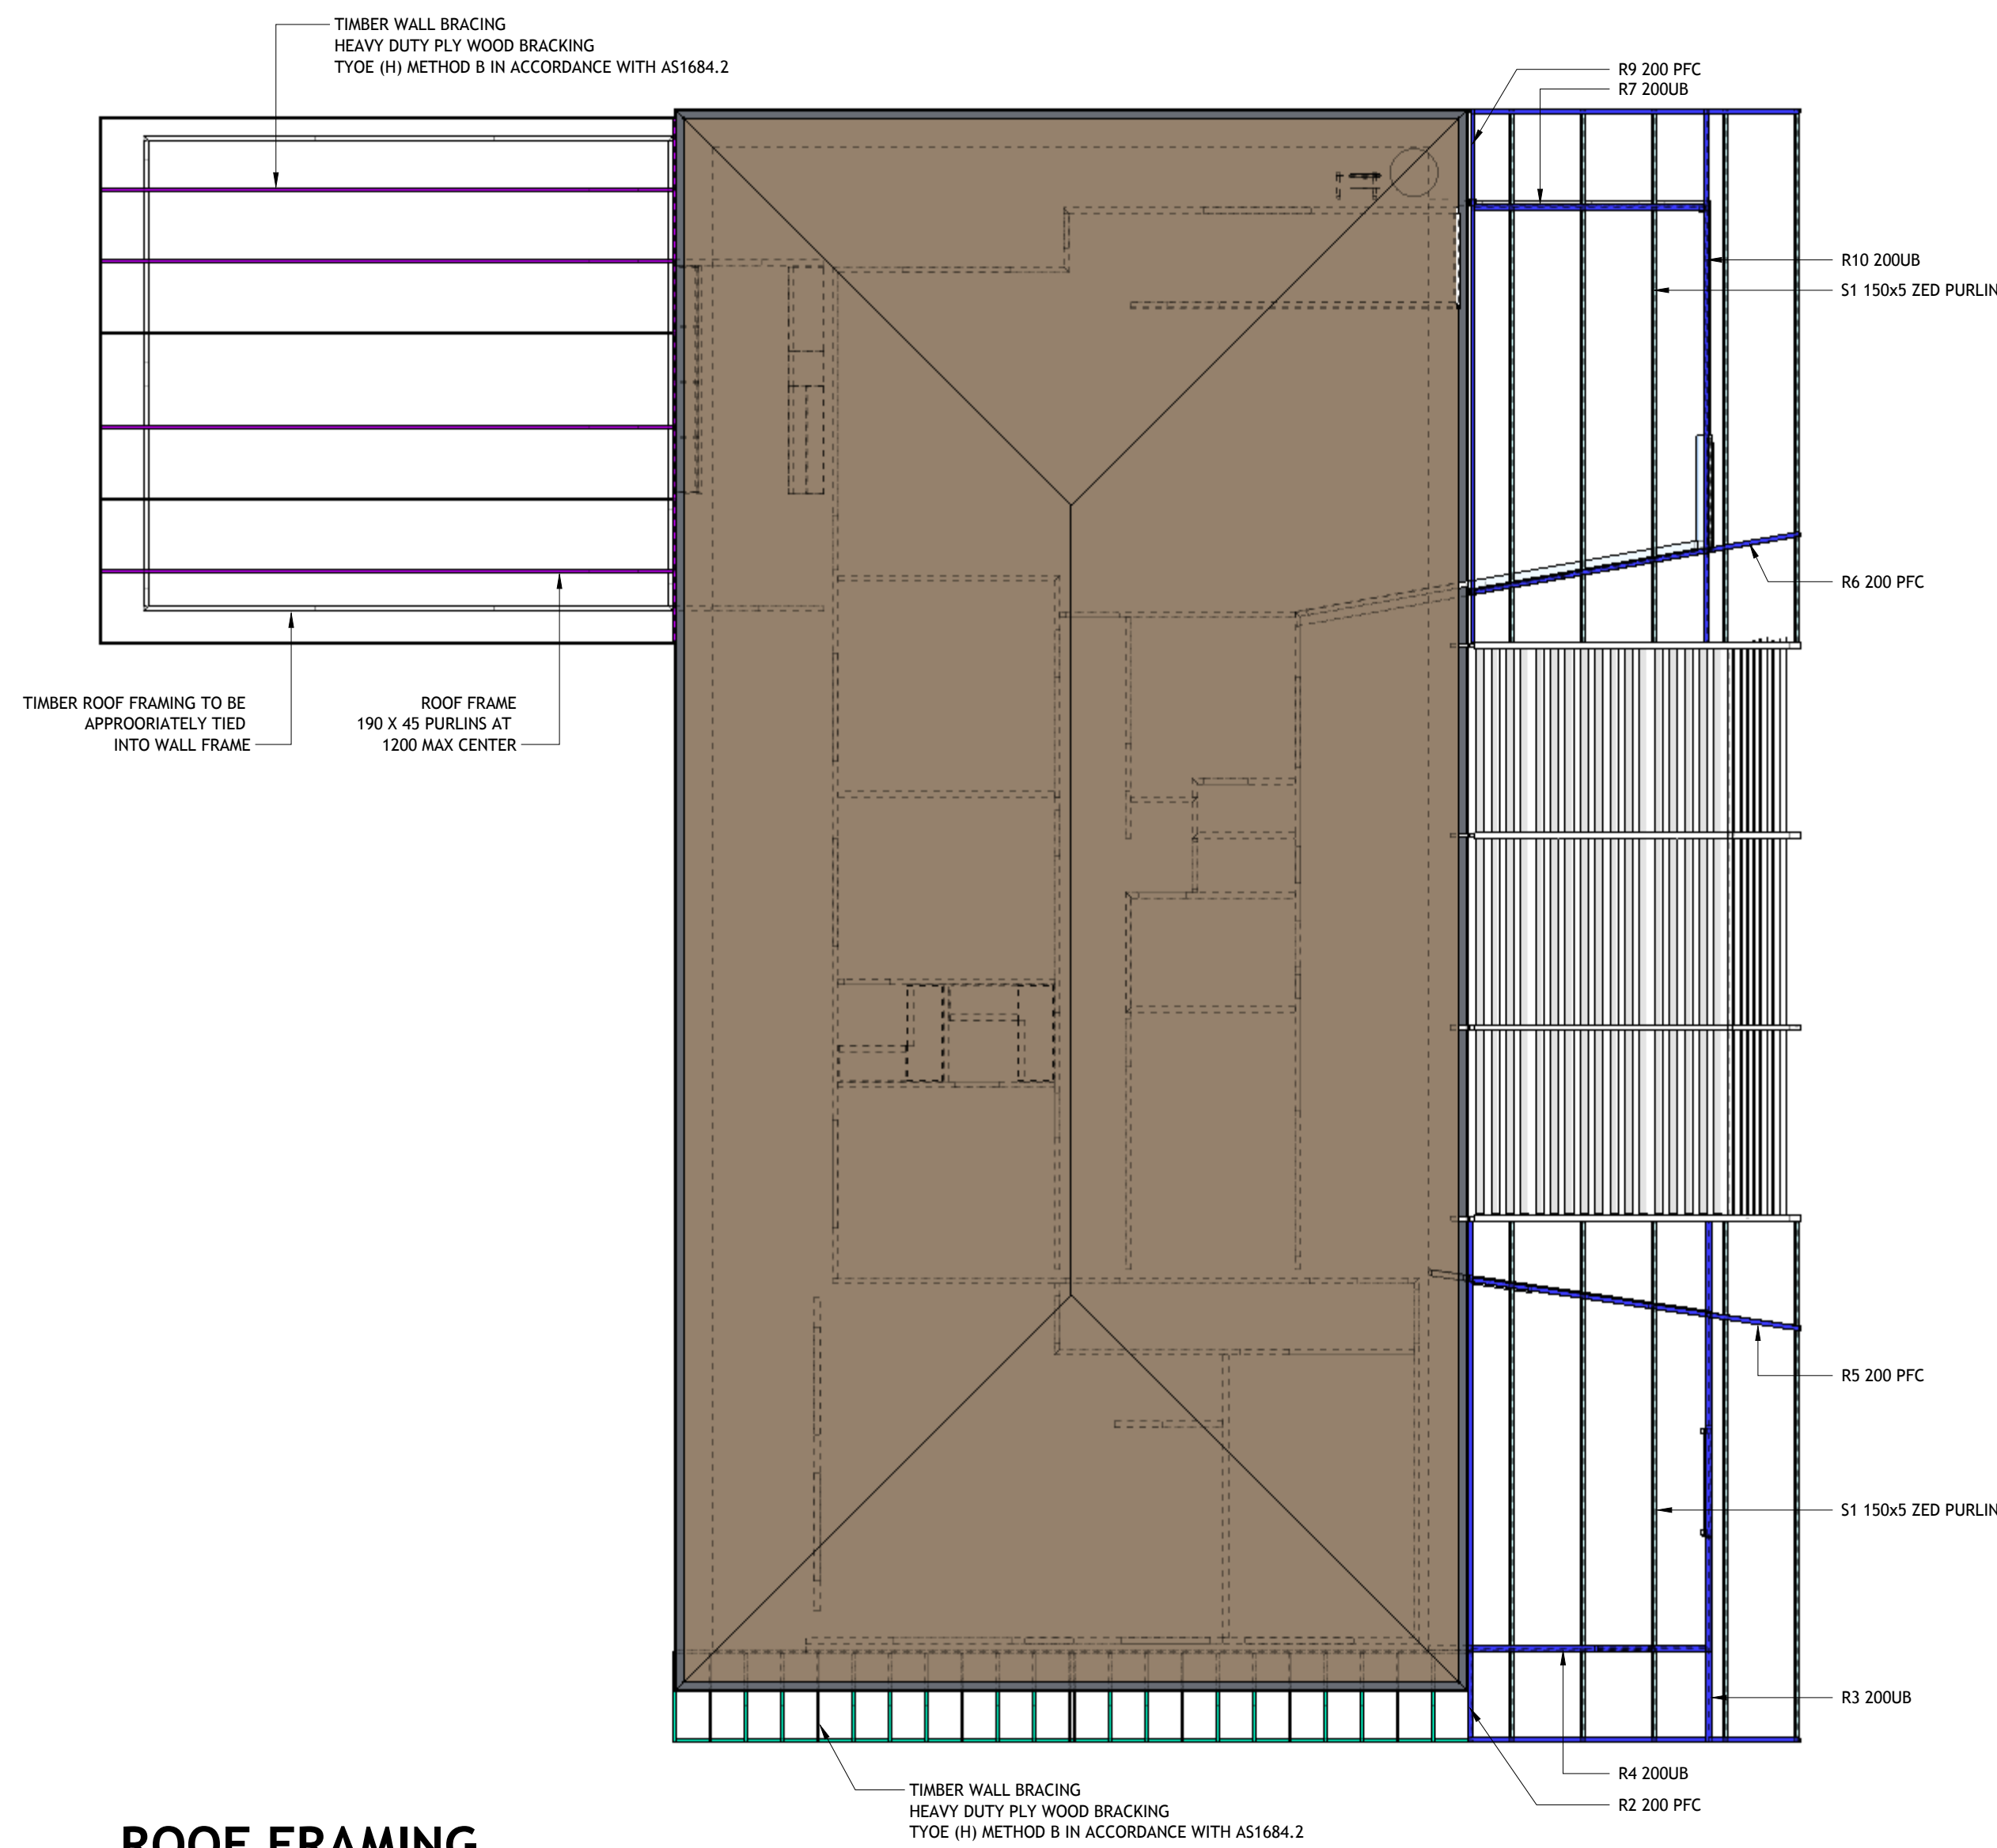 TIMBER WALL BRACING
HEAVY DUTY PLY WOOD BRACKING
TYOE (H) METHOD B IN ACCORDANCE WITH AS1684.2
R9 200 PFC
R7 200UB
R10 200UB
S1 150x5 ZED PURLIN
R6 200 PFC
TIMBER ROOF FRAMING TO BE
APPROORIATELY TIED
INTO WALL FRAME
ROOF FRAME
190 X 45 PURLINS AT
1200 MAX CENTER
R5 200 PFC
S1 150x5 ZED PURLIN
R3 200UB
R4 200UB
R2 200 PFC
TIMBER WALL BRACING
HEAVY DUTY PLY WOOD BRACKING
TYOE (H) METHOD B IN ACCORDANCE WITH AS1684.2
ROOF FRAMING